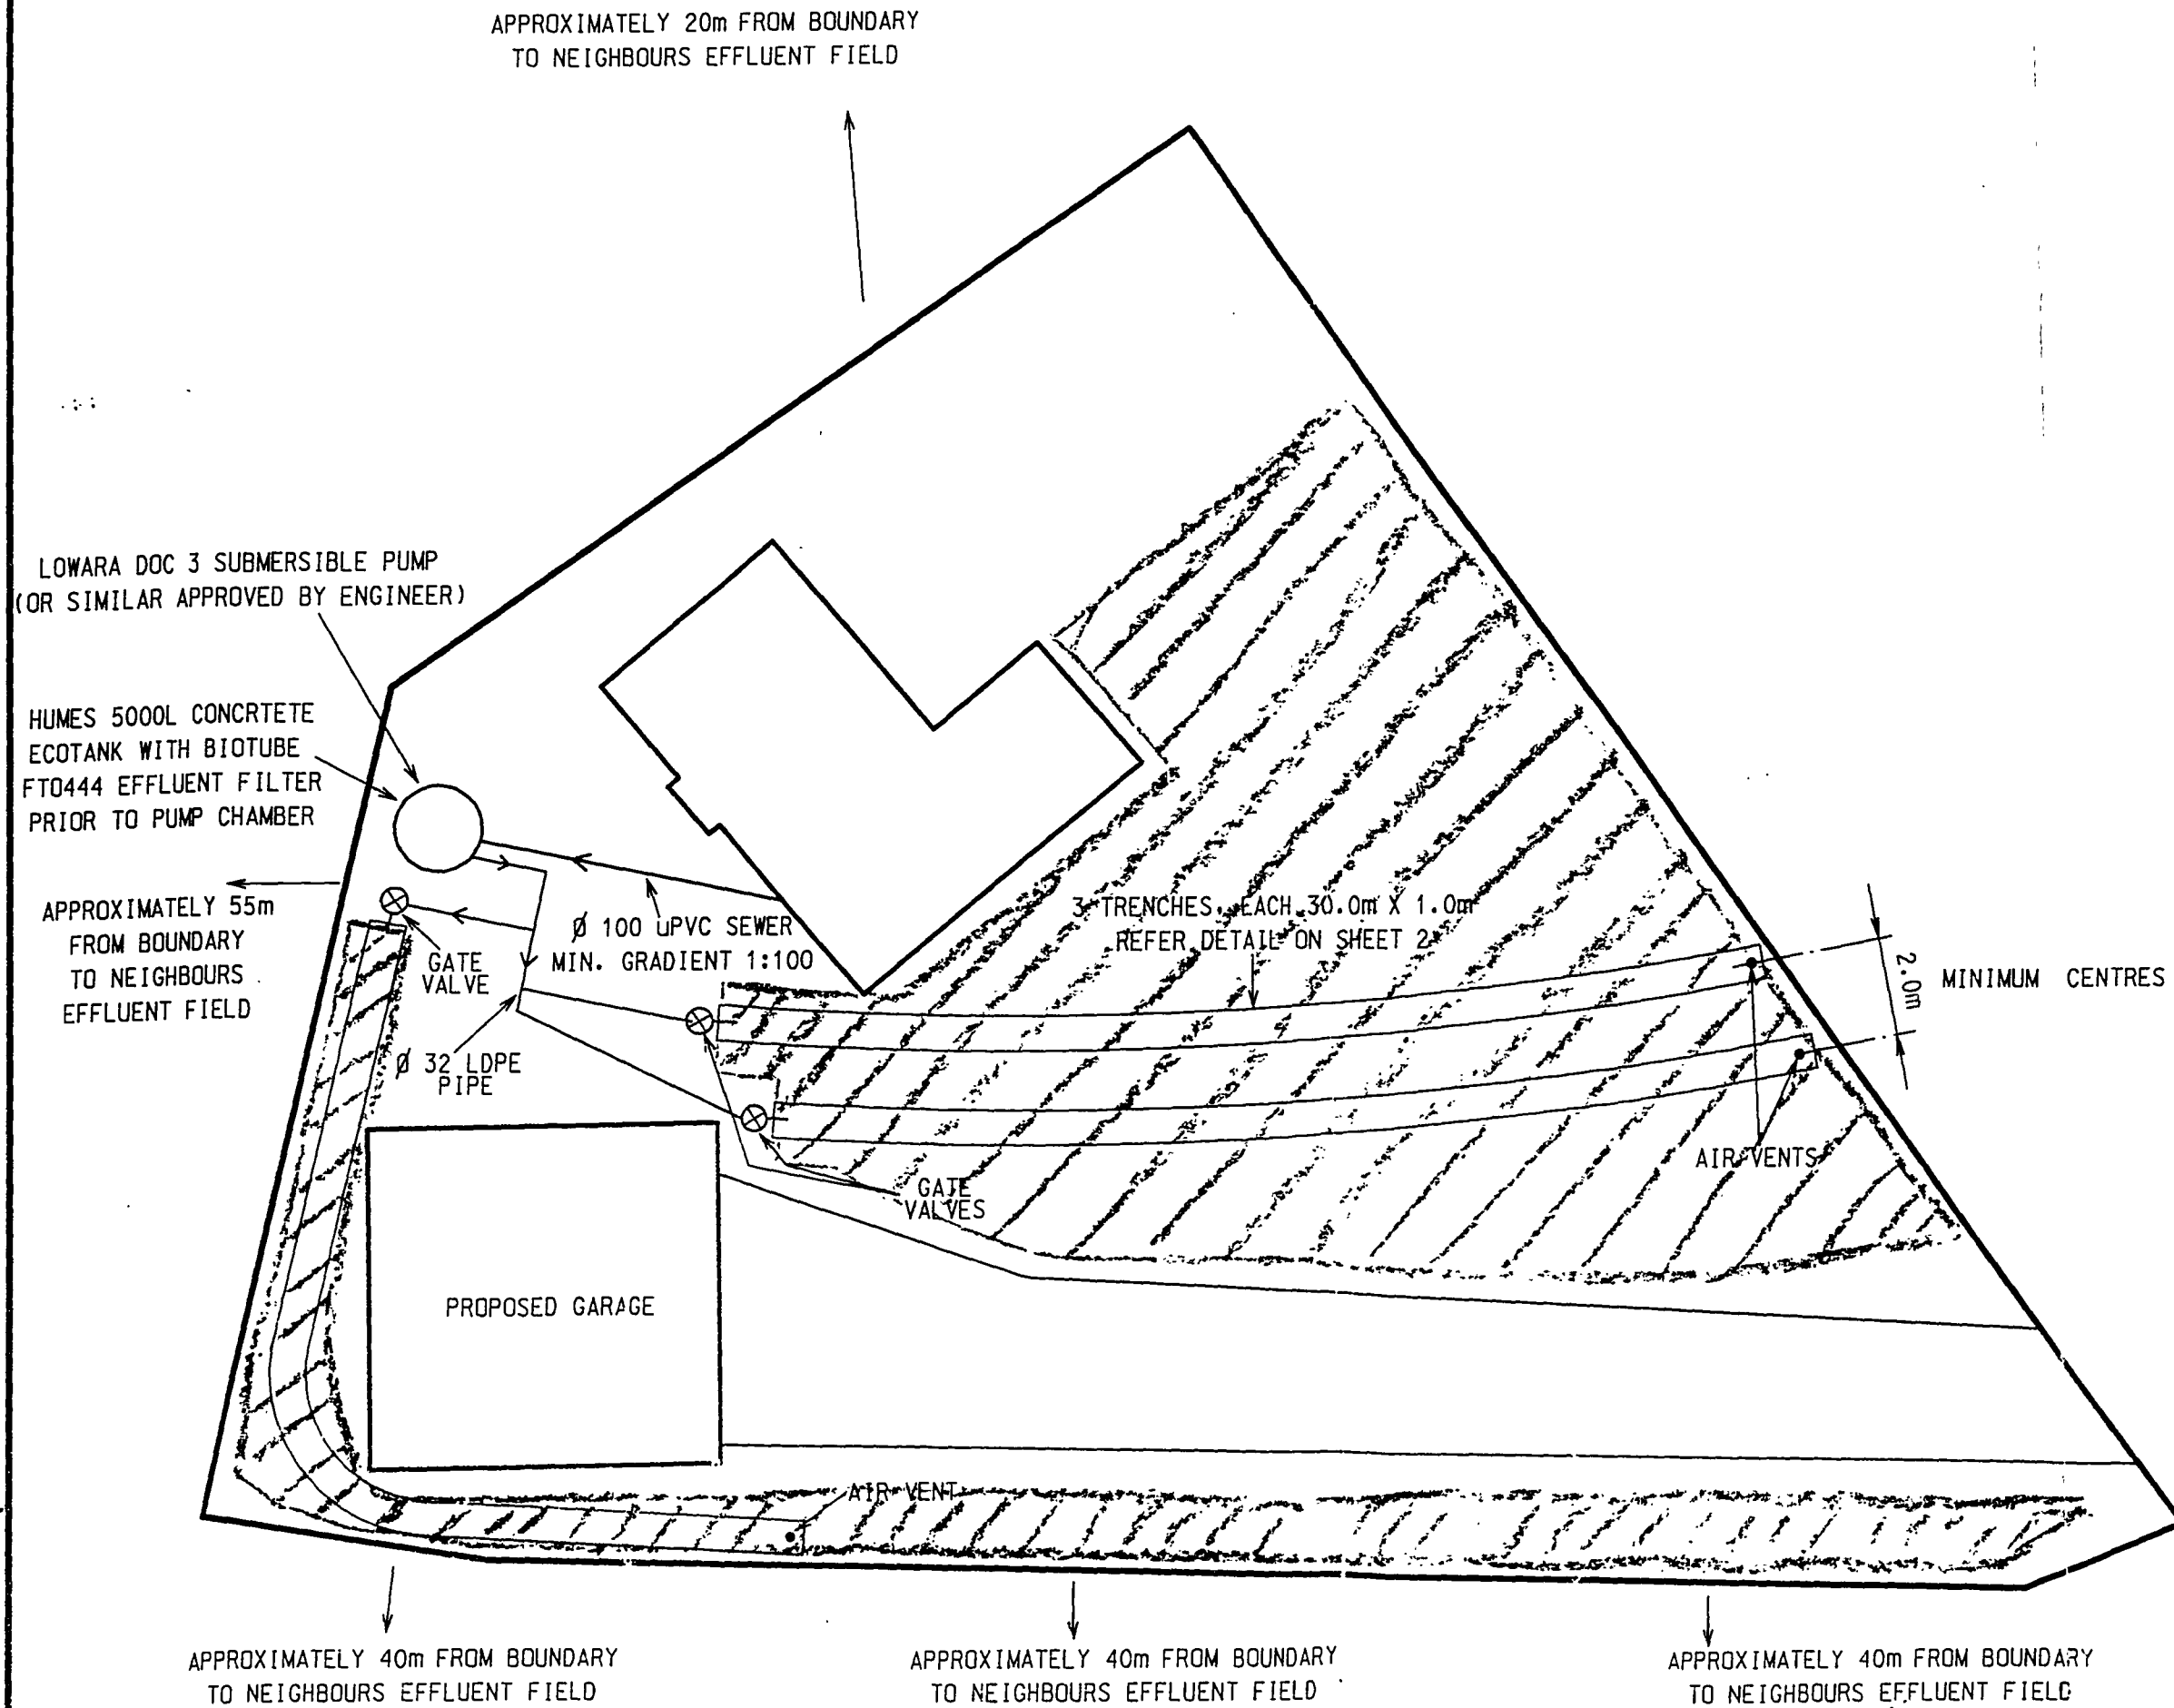 APPROXIMATELY 20m FROM BOUNDARY
TO NEIGHBOURS EFFLUENT FIELD
LOWARA DOC 3 SUBMERSIBLE PUMP
(OR SIMILAR APPROVED BY ENGINEER)
HUMES 5000L CONCRTETE
ECOTANK WITH BIOTUBE
FT0444 EFFLUENT FILTER
PRIOR TO PUMP CHAMBER
APPROXIMATELY 55m
FROM BOUNDARY
TO NEIGHBOURS
EFFLUENT FIELD
GATE
VALVE
Ø 100 uPVC SEWER
MIN. GRADIENT 1:100
3 TRENCHES, EACH 30.0m X 1.0m
REFER DETAIL ON SHEET 2
2.0m
MINIMUM CENTRES
Ø 32 LDPE
PIPE
AIR VENTS
GATE
VALVES
PROPOSED GARAGE
AIR VENT
APPROXIMATELY 40m FROM BOUNDARY
TO NEIGHBOURS EFFLUENT FIELD
APPROXIMATELY 40m FROM BOUNDARY
TO NEIGHBOURS EFFLUENT FIELD
APPROXIMATELY 40m FROM BOUNDARY
TO NEIGHBOURS EFFLUENT FIELD